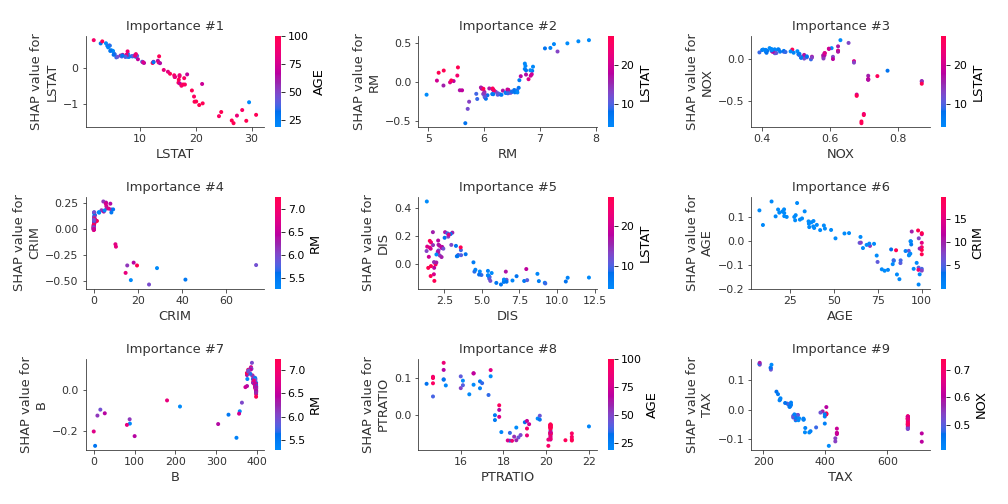 Importance #1
Importance #2
Importance #3
SHAP value for
LSTAT
0
−1
10
20
30
LSTAT
100
75
50
25
AGE
SHAP value for
RM
0.5
0.0
−0.5
5
6
7
8
RM
20
10
LSTAT
SHAP value for
NOX
0.0
−0.5
0.4
0.6
0.8
NOX
20
10
LSTAT
Importance #4
Importance #5
Importance #6
SHAP value for
CRIM
0.25
0.00
−0.25
−0.50
0
20
40
60
CRIM
7.0
6.5
6.0
5.5
RM
SHAP value for
DIS
0.4
0.2
0.0
2.5
5.0
7.5
10.0
12.5
DIS
20
10
LSTAT
SHAP value for
AGE
0.1
0.0
−0.1
−0.2
25
50
75
100
AGE
15
10
5
CRIM
Importance #7
Importance #8
Importance #9
SHAP value for
B
0.0
−0.2
0
100
200
300
400
B
7.0
6.5
6.0
5.5
RM
SHAP value for
PTRATIO
0.1
0.0
16
18
20
22
PTRATIO
100
75
50
25
AGE
SHAP value for
TAX
0.1
0.0
−0.1
200
400
600
TAX
0.7
0.6
0.5
NOX